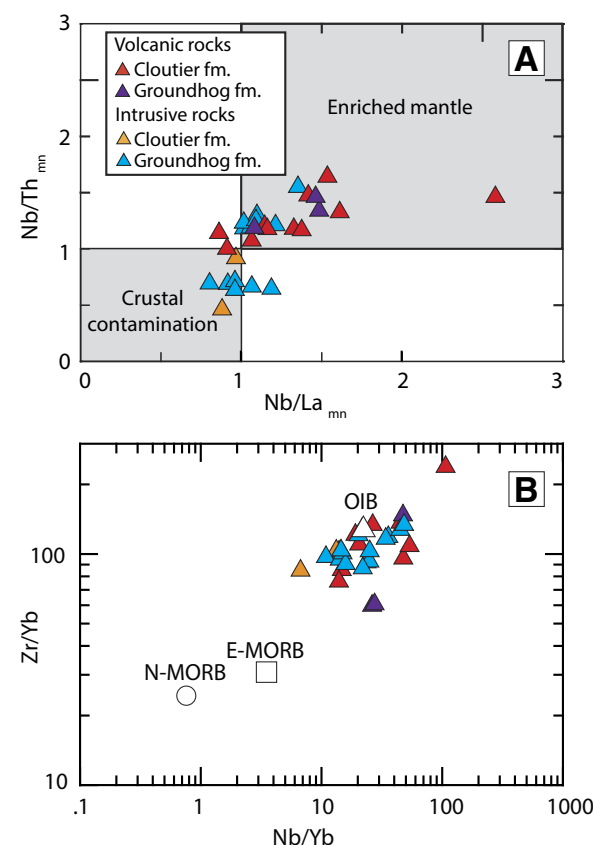 3
2
1
0
Nb/Th mn
Volcanic rocks
Cloutier fm.
Groundhog fm.
Intrusive rocks
Cloutier fm.
Groundhog fm.
A
Enriched mantle
Crustal
contamination
0 1 2 3
Nb/La mn
B
OIB
100
Zr/Yb
E-MORB
N-MORB
10
.1 1 10 100 1000
Nb/Yb